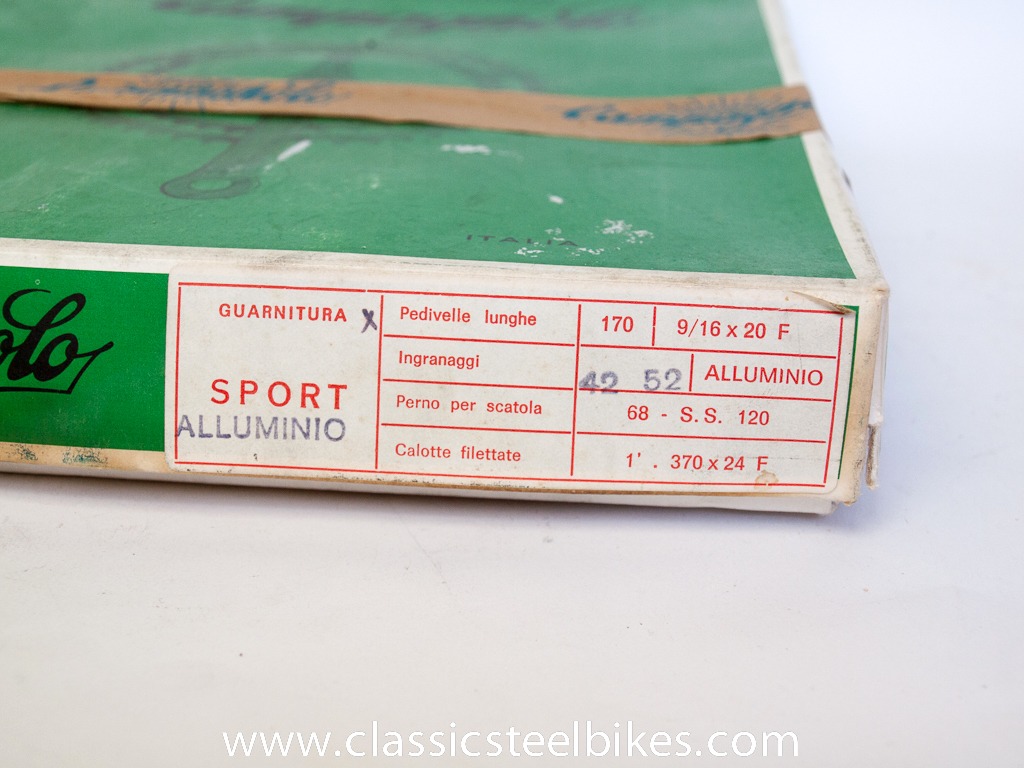 Campagnolo
ITALIA
olo
GUARNITURA X
SPORT
ALLUMINIO
Pedivelle lunghe 170 9/16 x 20 F
Ingranaggi 42 52 ALLUMINIO
Perno per scatola 68 - S.S. 120
Calotte filettate 1' . 370 x 24 F
www.classicsteelbikes.com